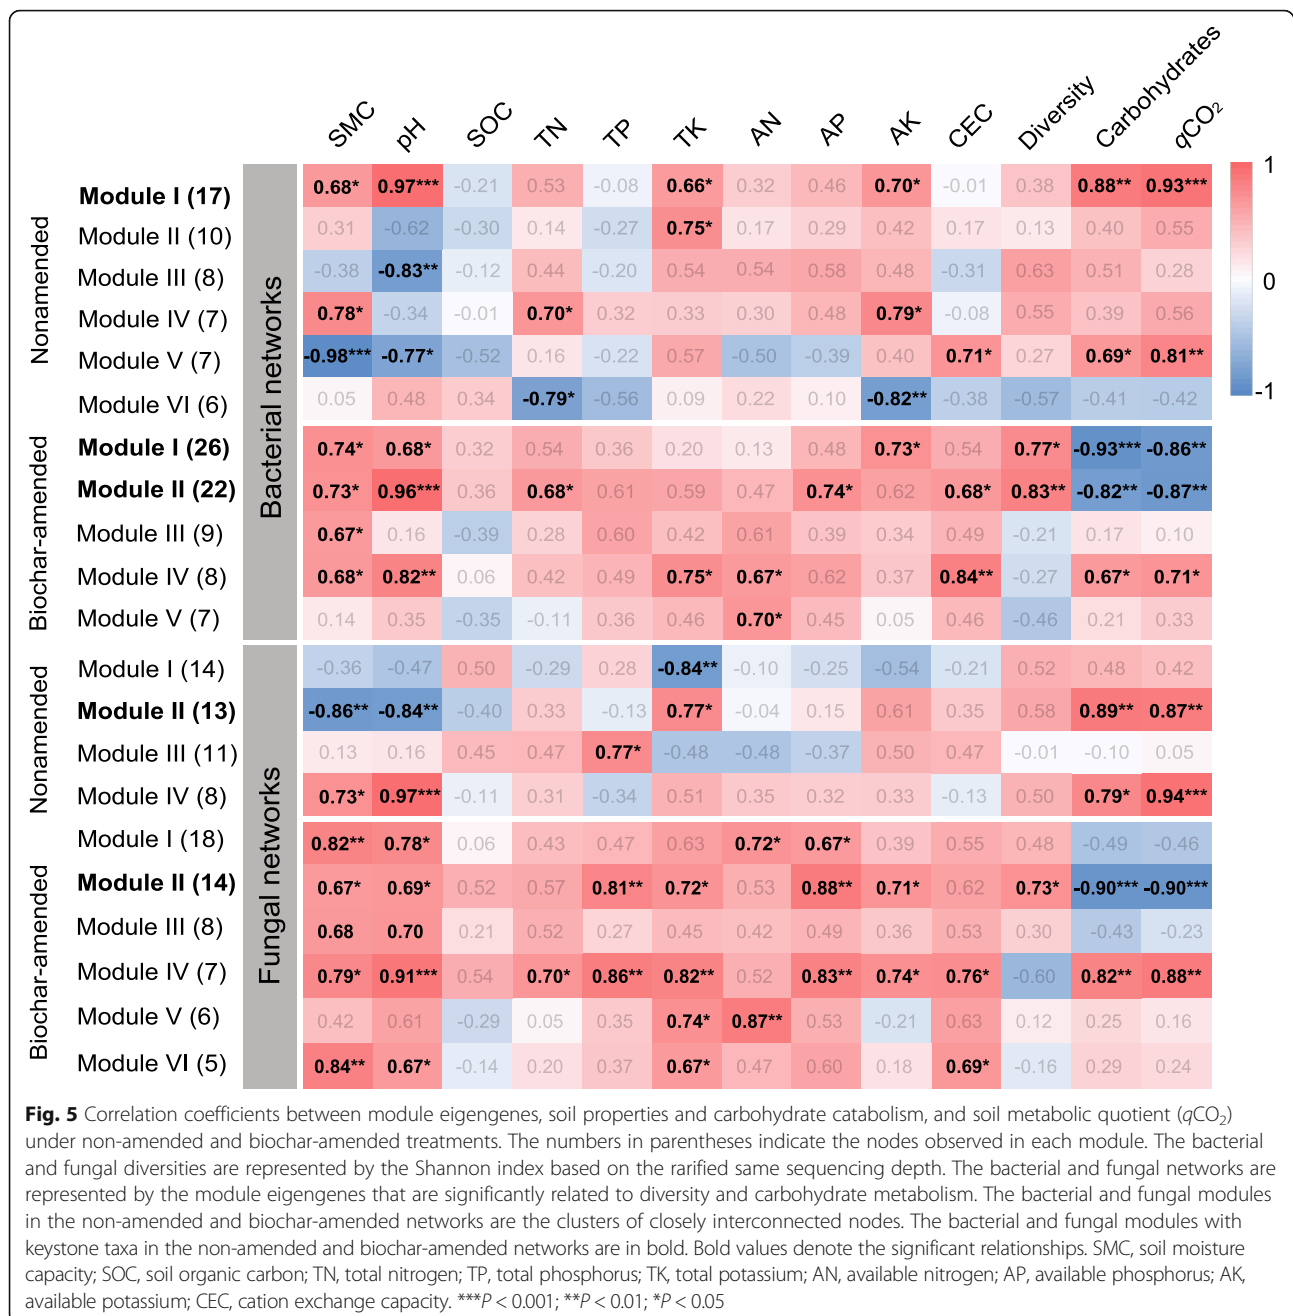 SMC pH SOC TN TP TK AN AP AK CEC Diversity Carbohydrates qCO₂
Nonamended
Bacterial networks
Module I (17) 0.68* 0.97*** -0.21 0.53 -0.08 0.66* 0.32 0.46 0.70* -0.01 0.38 0.88** 0.93***
Module II (10) 0.31 -0.62 -0.30 0.14 -0.27 0.75* 0.17 0.29 0.42 0.17 0.13 0.40 0.55
Module III (8) -0.38 -0.83** -0.12 0.44 -0.20 0.54 0.54 0.58 0.48 -0.31 0.63 0.51 0.28
Module IV (7) 0.78* -0.34 -0.01 0.70* 0.32 0.33 0.30 0.48 0.79* -0.08 0.55 0.39 0.56
Module V (7) -0.98*** -0.77* -0.52 0.16 -0.22 0.57 -0.50 -0.39 0.40 0.71* 0.27 0.69* 0.81**
Module VI (6) 0.05 0.48 0.34 -0.79* -0.56 0.09 0.22 0.10 -0.82** -0.38 -0.57 -0.41 -0.42
Biochar-amended
Module I (26) 0.74* 0.68* 0.32 0.54 0.36 0.20 0.13 0.48 0.73* 0.54 0.77* -0.93*** -0.86**
Module II (22) 0.73* 0.96*** 0.36 0.68* 0.61 0.59 0.47 0.74* 0.62 0.68* 0.83** -0.82** -0.87**
Module III (9) 0.67* 0.16 -0.39 0.28 0.60 0.42 0.61 0.39 0.34 0.49 -0.21 0.17 0.10
Module IV (8) 0.68* 0.82** 0.06 0.42 0.49 0.75* 0.67* 0.62 0.37 0.84** -0.27 0.67* 0.71*
Module V (7) 0.14 0.35 -0.35 -0.11 0.36 0.46 0.70* 0.45 0.05 0.46 -0.46 0.21 0.33
Nonamended
Fungal networks
Module I (14) -0.36 -0.47 0.50 -0.29 0.28 -0.84** -0.10 -0.25 -0.54 -0.21 0.52 0.48 0.42
Module II (13) -0.86** -0.84** -0.40 0.33 -0.13 0.77* -0.04 0.15 0.61 0.35 0.58 0.89** 0.87**
Module III (11) 0.13 0.16 0.45 0.47 0.77* -0.48 -0.48 -0.37 0.50 0.47 -0.01 -0.10 0.05
Module IV (8) 0.73* 0.97*** -0.11 0.31 -0.34 0.51 0.35 0.32 0.33 -0.13 0.50 0.79* 0.94***
Biochar-amended
Module I (18) 0.82** 0.78* 0.06 0.43 0.47 0.63 0.72* 0.67* 0.39 0.55 0.48 -0.49 -0.46
Module II (14) 0.67* 0.69* 0.52 0.57 0.81** 0.72* 0.53 0.88** 0.71* 0.62 0.73* -0.90*** -0.90***
Module III (8) 0.68 0.70 0.21 0.52 0.27 0.45 0.42 0.49 0.36 0.53 0.30 -0.43 -0.23
Module IV (7) 0.79* 0.91*** 0.54 0.70* 0.86** 0.82** 0.52 0.83** 0.74* 0.76* -0.60 0.82** 0.88**
Module V (6) 0.42 0.61 -0.29 0.05 0.35 0.74* 0.87** 0.53 -0.21 0.63 0.12 0.25 0.16
Module VI (5) 0.84** 0.67* -0.14 0.20 0.37 0.67* 0.47 0.60 0.18 0.69* -0.16 0.29 0.24
1
0
-1
Fig. 5 Correlation coefficients between module eigengenes, soil properties and carbohydrate catabolism, and soil metabolic quotient (qCO₂)
under non-amended and biochar-amended treatments. The numbers in parentheses indicate the nodes observed in each module. The bacterial
and fungal diversities are represented by the Shannon index based on the rarified same sequencing depth. The bacterial and fungal networks are
represented by the module eigengenes that are significantly related to diversity and carbohydrate metabolism. The bacterial and fungal modules
in the non-amended and biochar-amended networks are the clusters of closely interconnected nodes. The bacterial and fungal modules with
keystone taxa in the non-amended and biochar-amended networks are in bold. Bold values denote the significant relationships. SMC, soil moisture
capacity; SOC, soil organic carbon; TN, total nitrogen; TP, total phosphorus; TK, total potassium; AN, available nitrogen; AP, available phosphorus; AK,
available potassium; CEC, cation exchange capacity. ***P < 0.001; **P < 0.01; *P < 0.05